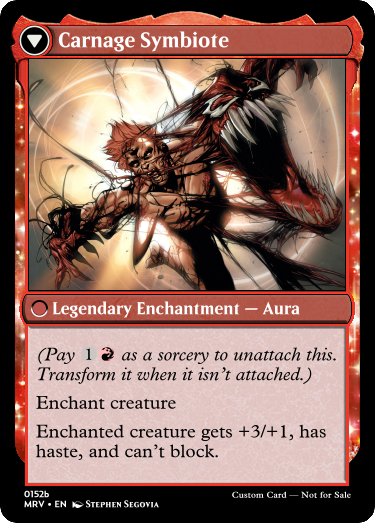 Carnage Symbiote
Legendary Enchantment — Aura
(Pay 1 R as a sorcery to unattach this.
Transform it when it isn't attached.)
Enchant creature
Enchanted creature gets +3/+1, has
haste, and can't block.
0152b
MRV • EN Stephen Segovia
Custom Card — Not for Sale